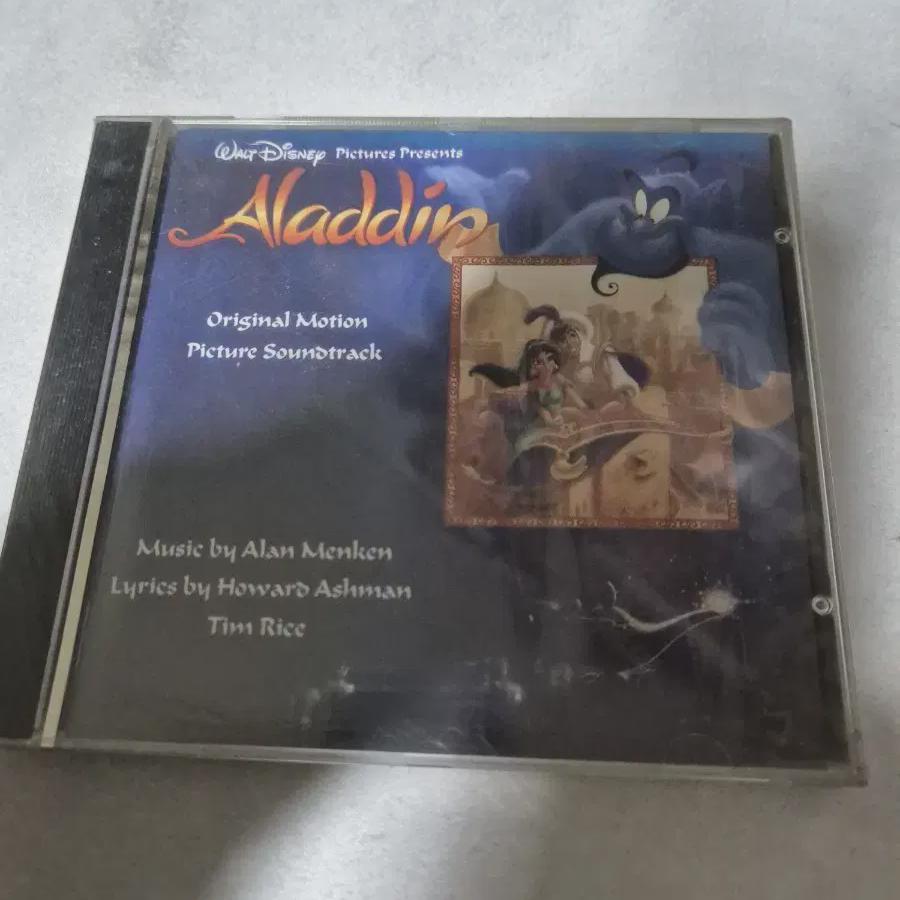 Walt Disney Pictures Presents
Aladdin
Original Motion
Picture Soundtrack
Music by Alan Menken
Lyrics by Howard Ashman
Tim Rice